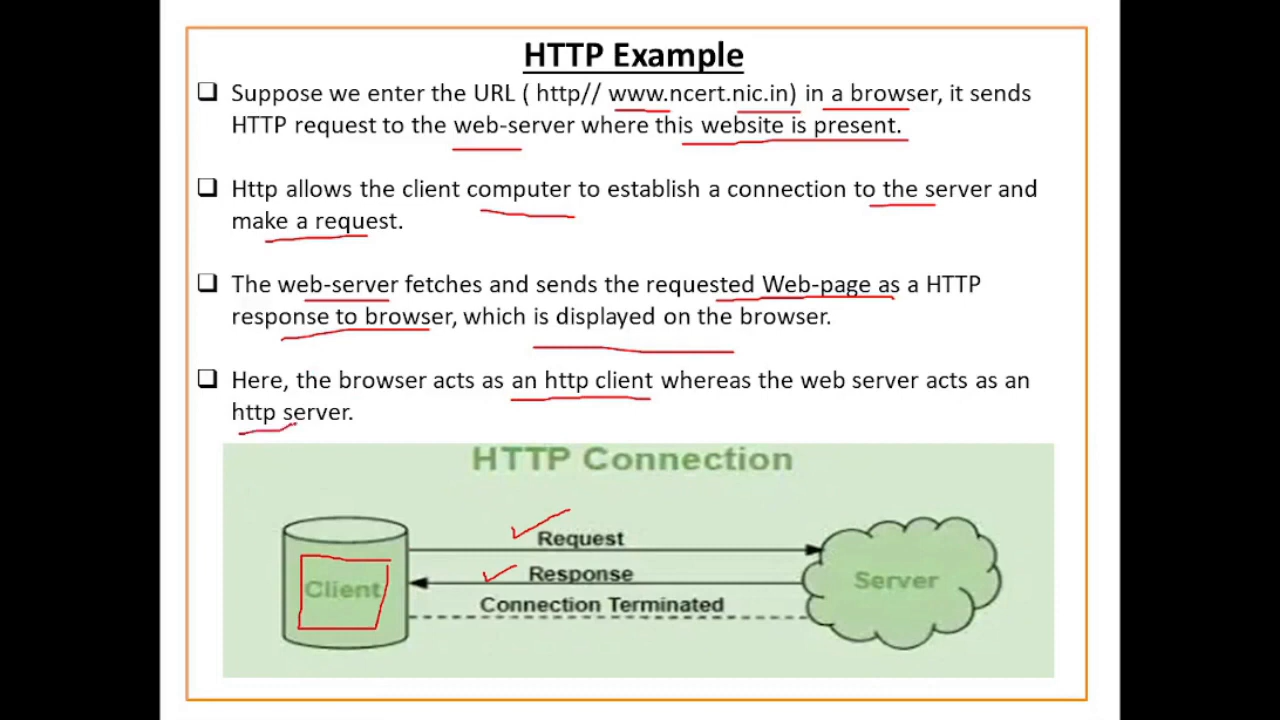 HTTP Example
❑ Suppose we enter the URL ( http// www.ncert.nic.in) in a browser, it sends
HTTP request to the web-server where this website is present.
❑ Http allows the client computer to establish a connection to the server and
make a request.
❑ The web-server fetches and sends the requested Web-page as a HTTP
response to browser, which is displayed on the browser.
❑ Here, the browser acts as an http client whereas the web server acts as an
http server.
HTTP Connection
Request
Response
Connection Terminated
Client
Server